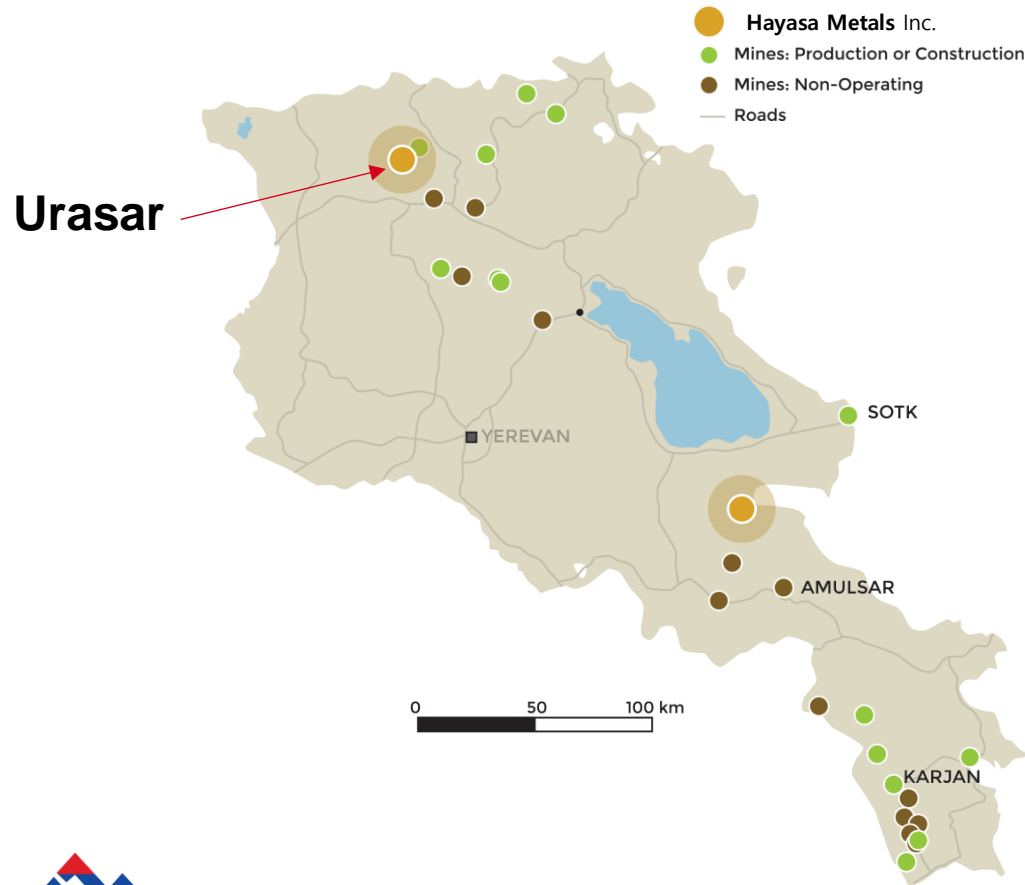 Hayasa Metals Inc.
Mines: Production or Construction
Mines: Non-Operating
Roads
Urasar
SOTK
YEREVAN
AMULSAR
0 50 100 km
KARJAN